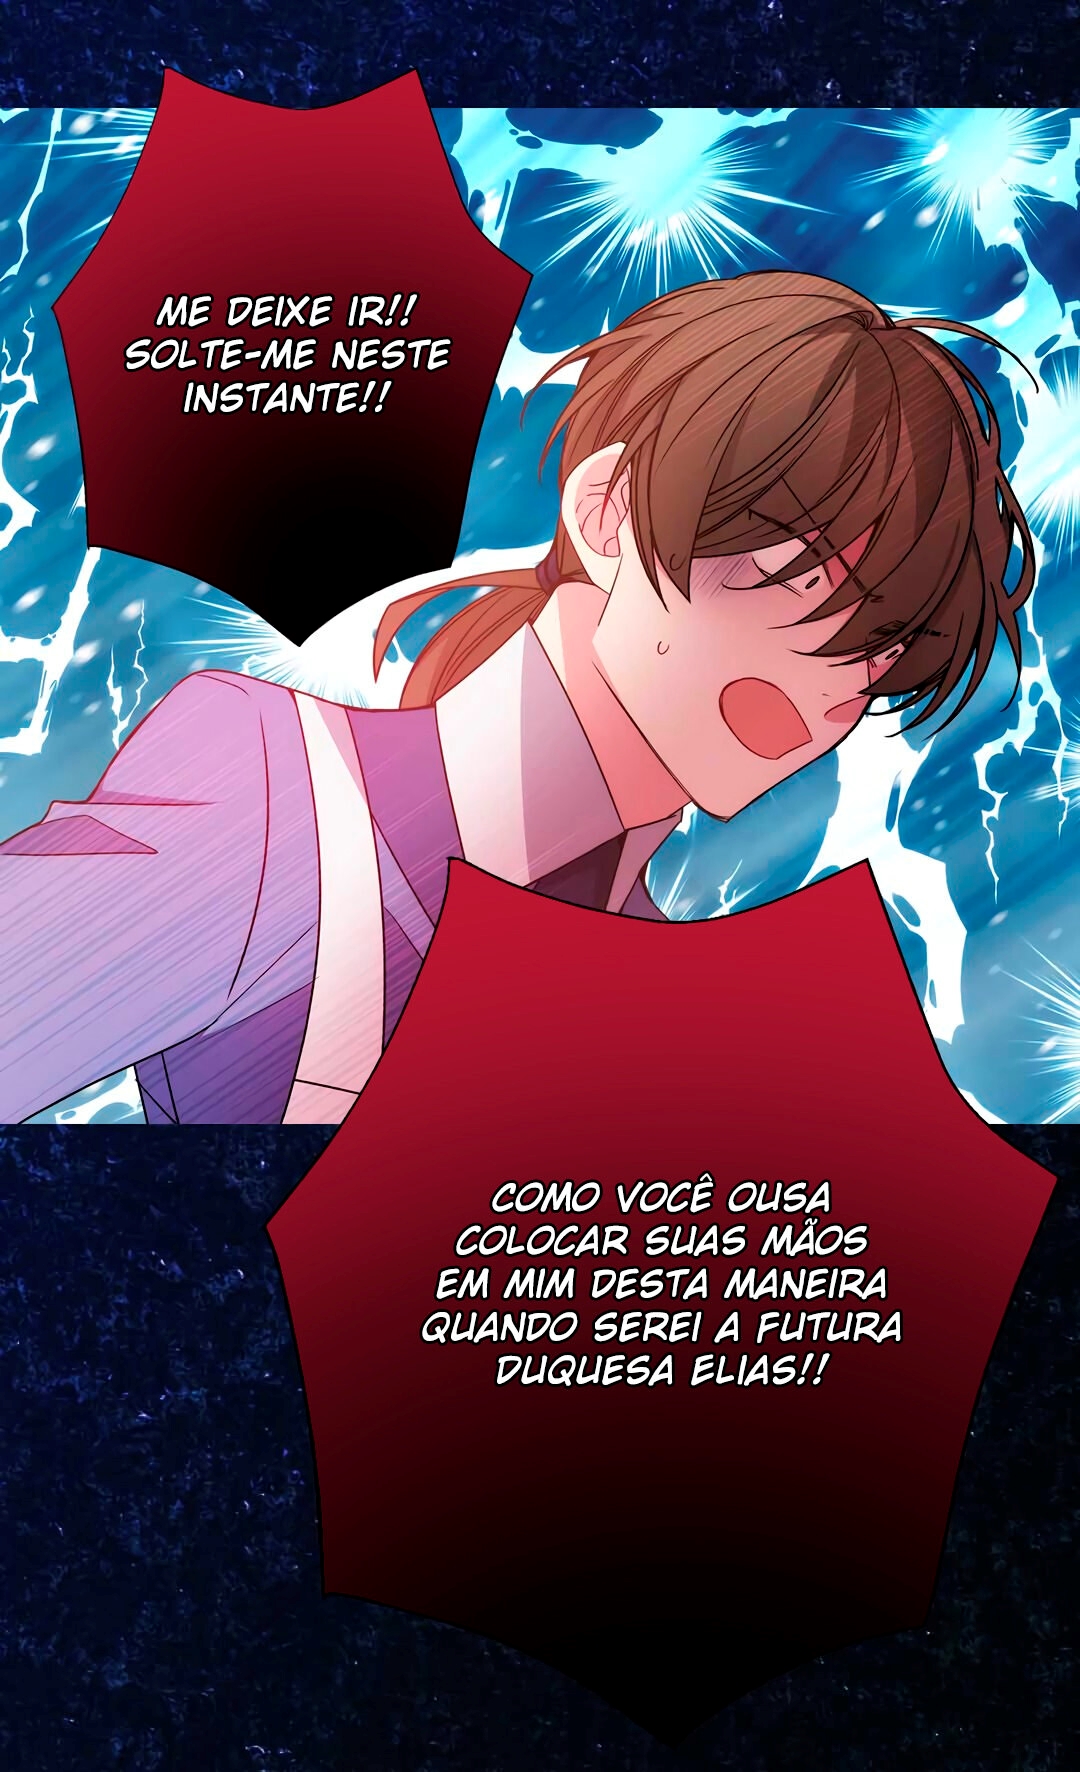 ME DEIXE IR!!
SOLTE-ME NESTE
INSTANTE!!
COMO VOCÊ OUSA
COLOCAR SUAS MÃOS
EM MIM DESTA MANEIRA
QUANDO SEREI A FUTURA
DUQUESA ELIAS!!